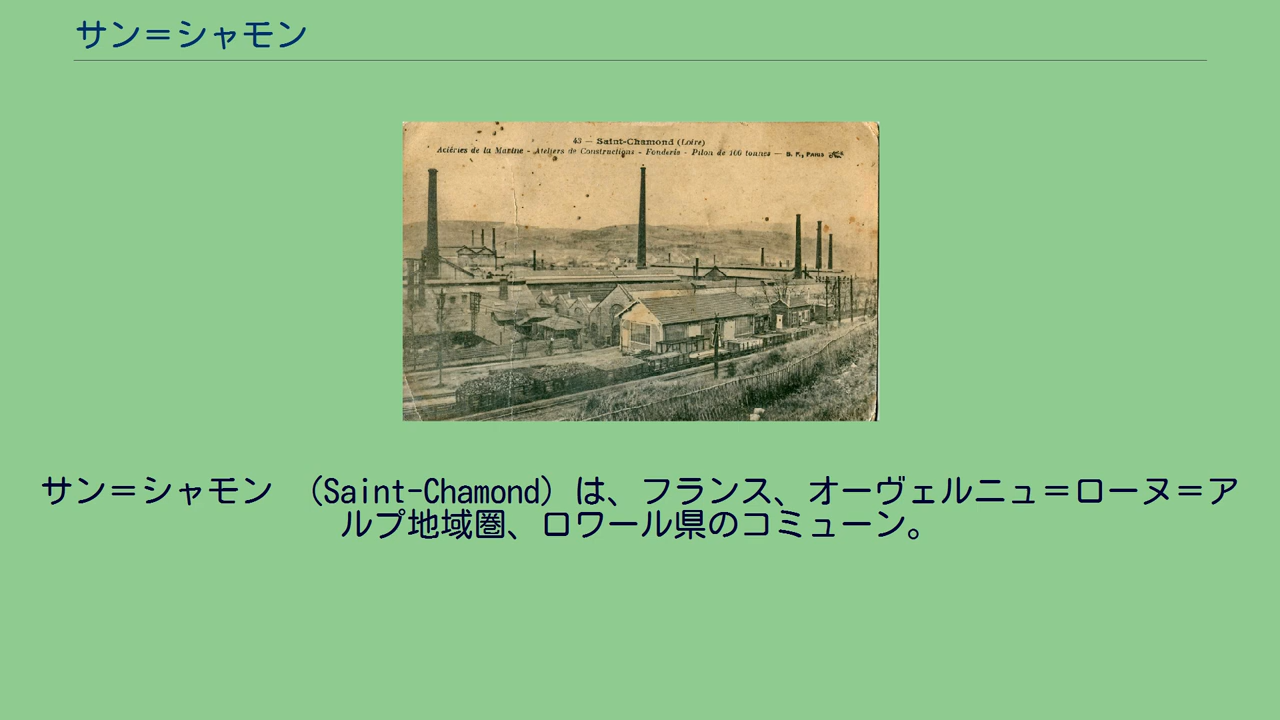 サン＝シャモン
43 — Saint-Chamond (Loire)
Aciéries de la Marine - Ateliers de Constructions - Fonderie - Pilon de 100 tonnes — B. F., PARIS
サン＝シャモン （Saint-Chamond）は、フランス、オーヴェルニュ＝ローヌ＝ア
ルプ地域圏、ロワール県のコミューン。